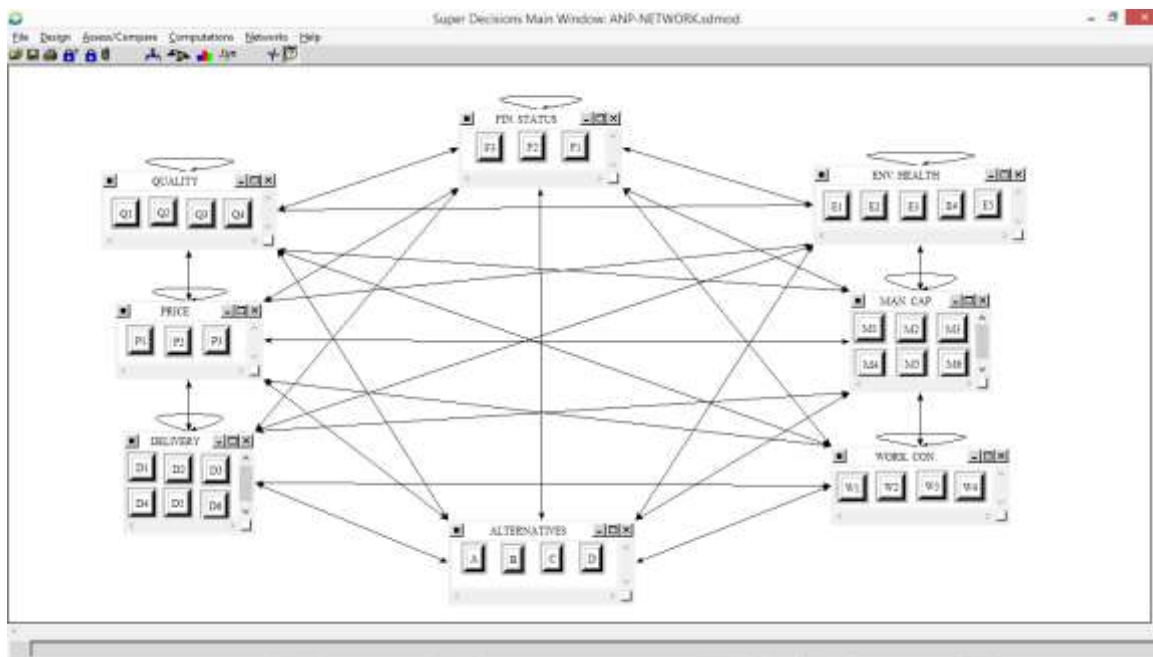 Super Decisions Main Window: ANP-NETWORK.sdmod
File Design Assess/Compare Computations Networks Help
FIN. STATUS
F2 F1
QUALITY
Q1 Q2 Q3 Q4
ENV. HEALTH
E1 E2 E3 E4 E5
PRICE
P1 P2 P3
MAN. CAP.
M1 M2 M3
M4 M5 M6
DELIVERY
D1 D2 D3
D4 D5 D6
WORK. CON.
W1 W2 W3 W4
ALTERNATIVES
A B C D